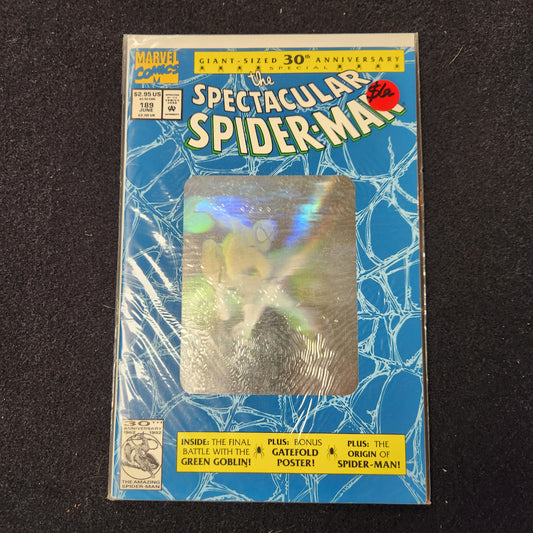 MARVEL
COMICS
GIANT-SIZED 30th ANNIVERSARY
SPECIAL
$2.95 US
189
JUNE
the
SPECTACULAR
SPIDER-MAN
30TH
ANNIVERSARY
1962 1992
THE AMAZING
SPIDER-MAN
INSIDE: THE FINAL
BATTLE WITH THE
GREEN GOBLIN!
PLUS: BONUS
GATEFOLD
POSTER!
PLUS: THE
ORIGIN OF
SPIDER-MAN!